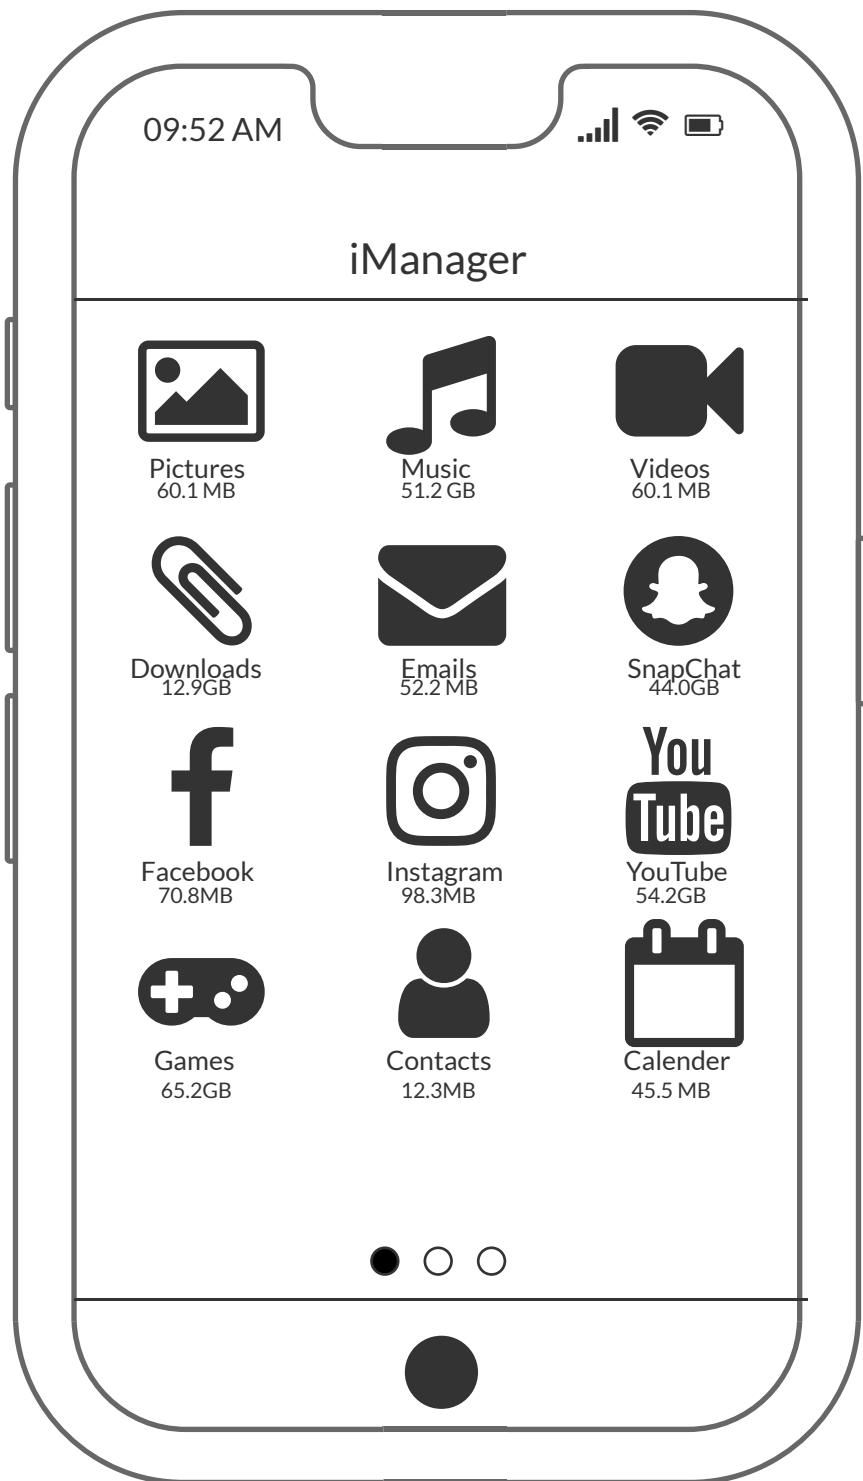 09:52 AM
iManager
Pictures Music Videos
60.1 MB 51.2 GB 60.1 MB
Downloads Emails SnapChat
12.9GB 52.2 MB 44.0GB
You
Tube
Facebook Instagram YouTube
70.8MB 98.3MB 54.2GB
Games Contacts Calender
65.2GB 12.3MB 45.5 MB